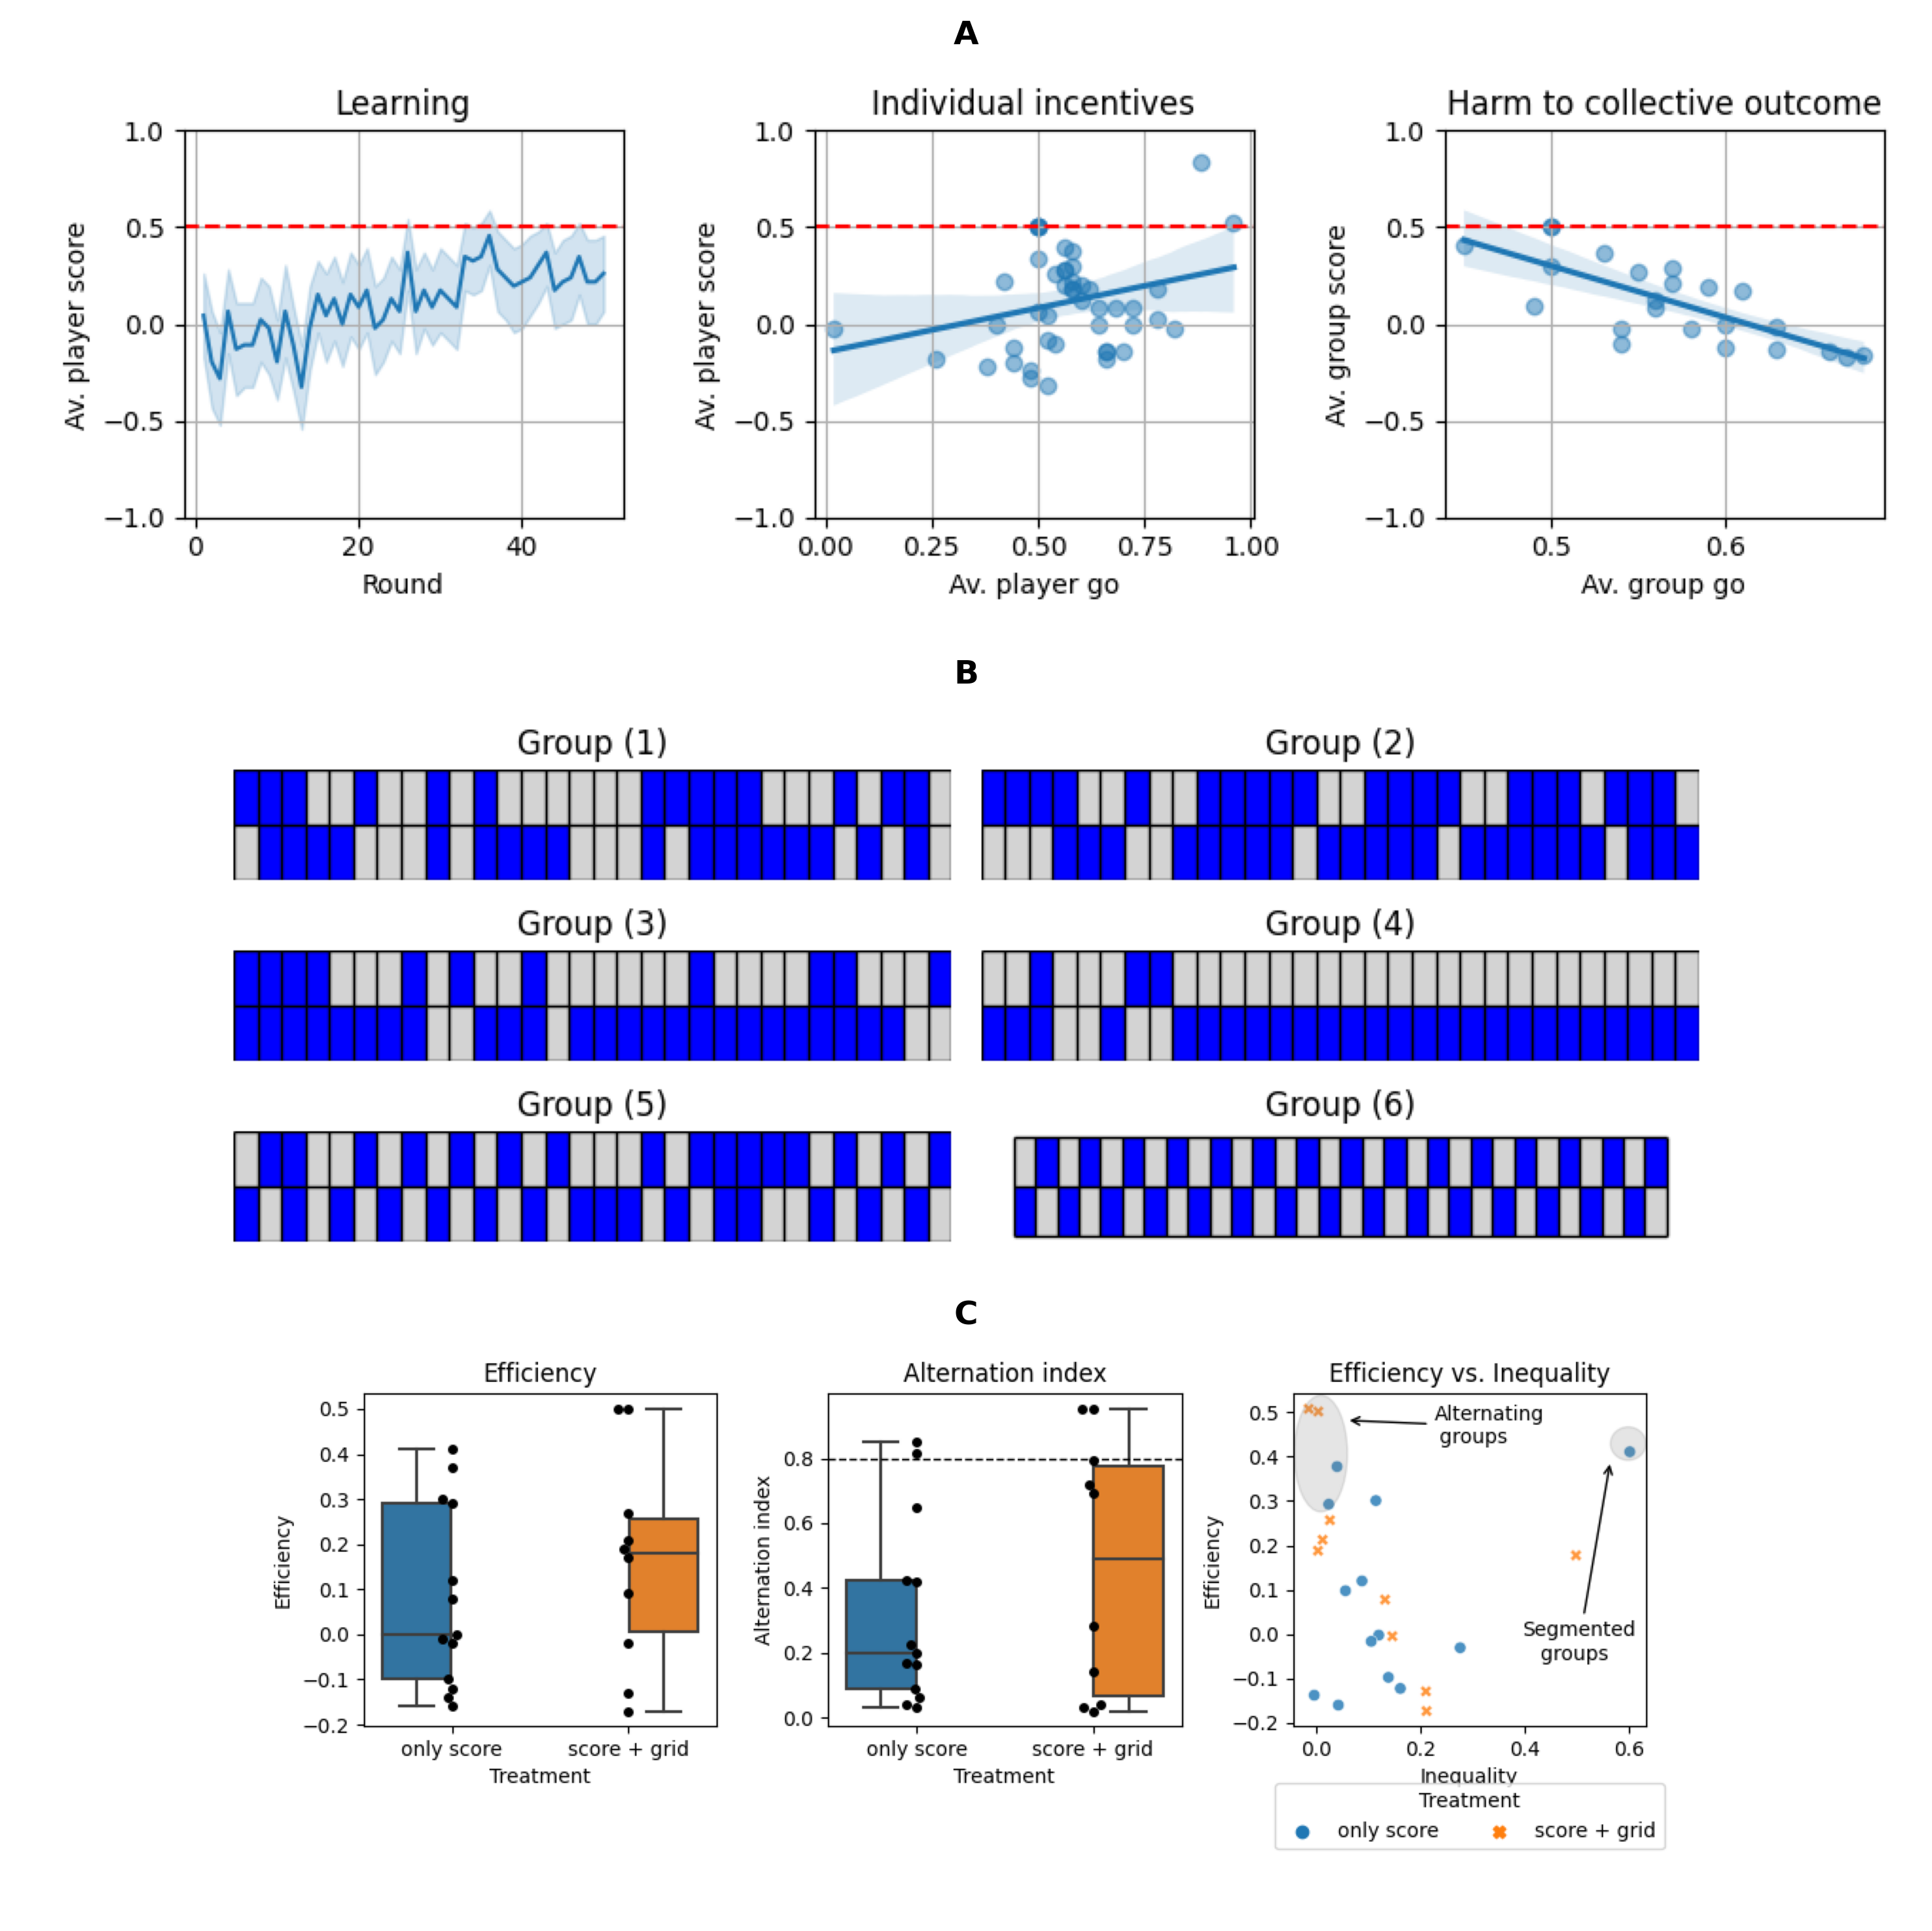 A
Learning
Individual incentives
Harm to collective outcome
1.0
0.5
0.0
−0.5
−1.0
Av. player score
0
20
40
Round
1.0
0.5
0.0
−0.5
−1.0
Av. player score
0.00
0.25
0.50
0.75
1.00
Av. player go
1.0
0.5
0.0
−0.5
−1.0
Av. group score
0.5
0.6
Av. group go
B
Group (1)
Group (2)
Group (3)
Group (4)
Group (5)
Group (6)
C
Efficiency
Alternation index
Efficiency vs. Inequality
0.5
0.4
0.3
0.2
0.1
0.0
−0.1
−0.2
Efficiency
only score
score + grid
Treatment
0.8
0.6
0.4
0.2
0.0
Alternation index
only score
score + grid
Treatment
0.5
0.4
0.3
0.2
0.1
0.0
−0.1
−0.2
Efficiency
Alternating
groups
Segmented
groups
0.0
0.2
0.4
0.6
Inequality
Treatment
only score
score + grid